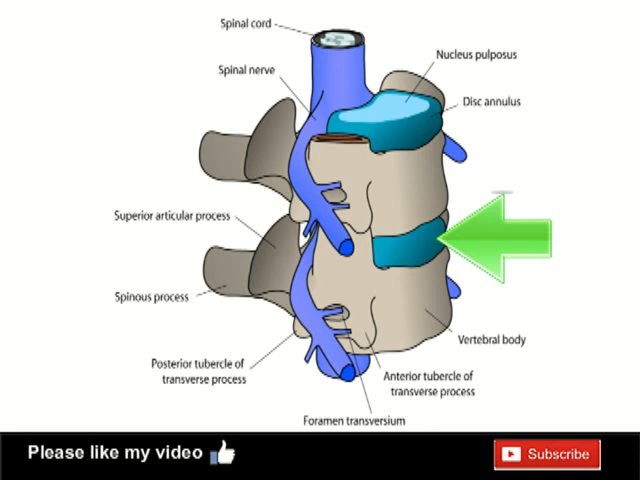 Spinal cord
Nucleus pulposus
Spinal nerve
Disc annulus
Superior articular process
Spinous process
Vertebral body
Posterior tubercle of
transverse process
Anterior tubercle of
transverse process
Foramen transversium
Please like my video
Subscribe